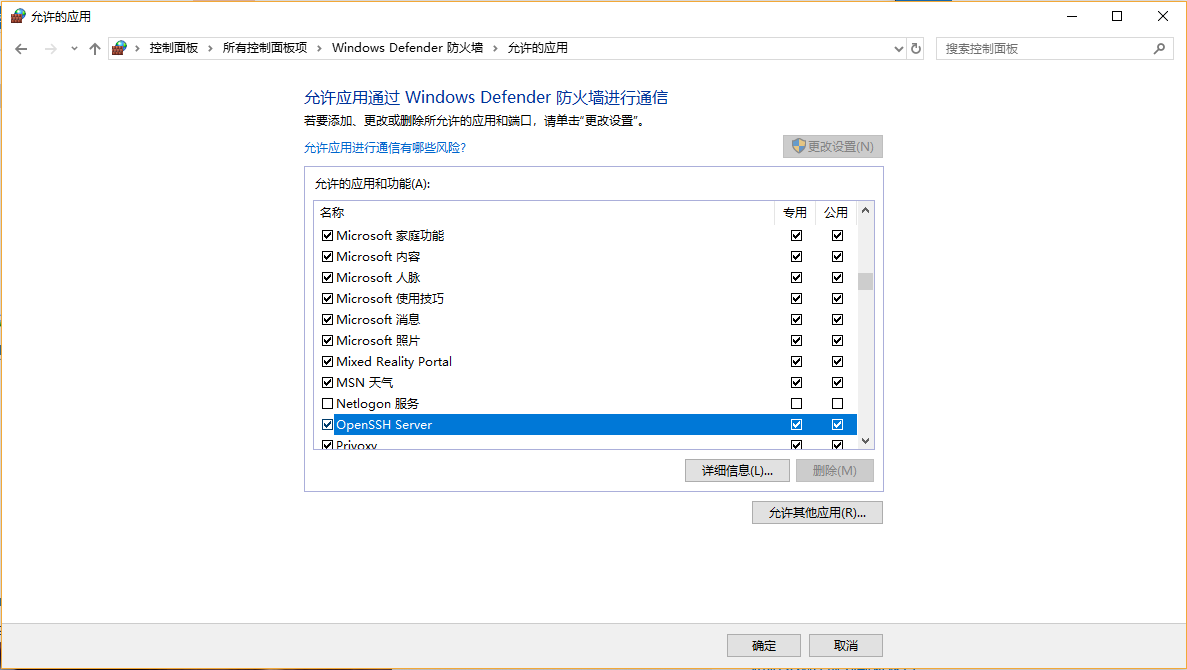 允许的应用
控制面板 > 所有控制面板项 > Windows Defender 防火墙 > 允许的应用
搜索控制面板
允许应用通过 Windows Defender 防火墙进行通信
若要添加、更改或删除所允许的应用和端口，请单击“更改设置”。
允许应用进行通信有哪些风险?
更改设置(N)
允许的应用和功能(A):
名称 专用 公用
Microsoft 家庭功能
Microsoft 内容
Microsoft 人脉
Microsoft 使用技巧
Microsoft 消息
Microsoft 照片
Mixed Reality Portal
MSN 天气
Netlogon 服务
OpenSSH Server
Privoxy
详细信息(L)... 删除(M)
允许其他应用(R)...
确定 取消